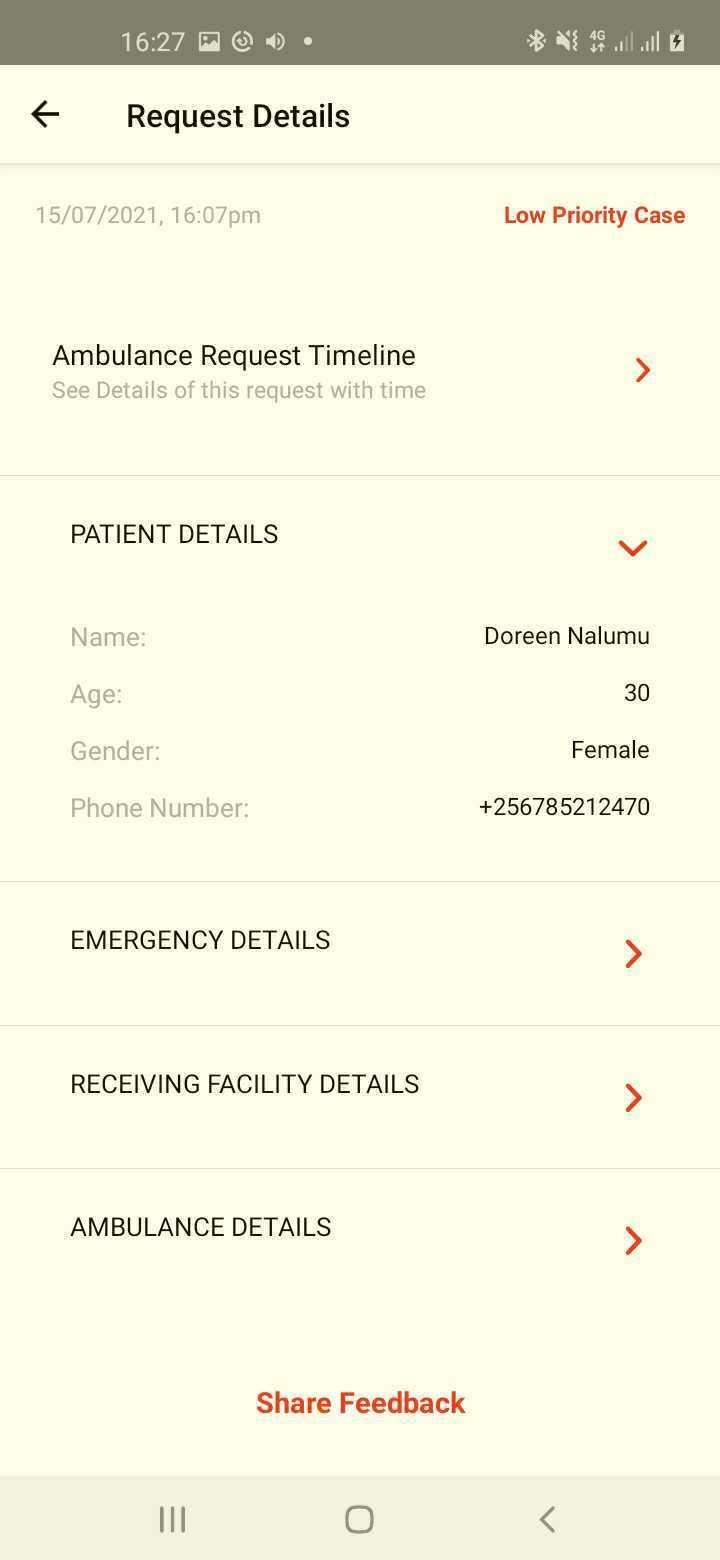 16:27
4G
Request Details
15/07/2021, 16:07pm
Low Priority Case
Ambulance Request Timeline
See Details of this request with time
PATIENT DETAILS
Name:
Doreen Nalumu
Age:
30
Gender:
Female
Phone Number:
+256785212470
EMERGENCY DETAILS
RECEIVING FACILITY DETAILS
AMBULANCE DETAILS
Share Feedback